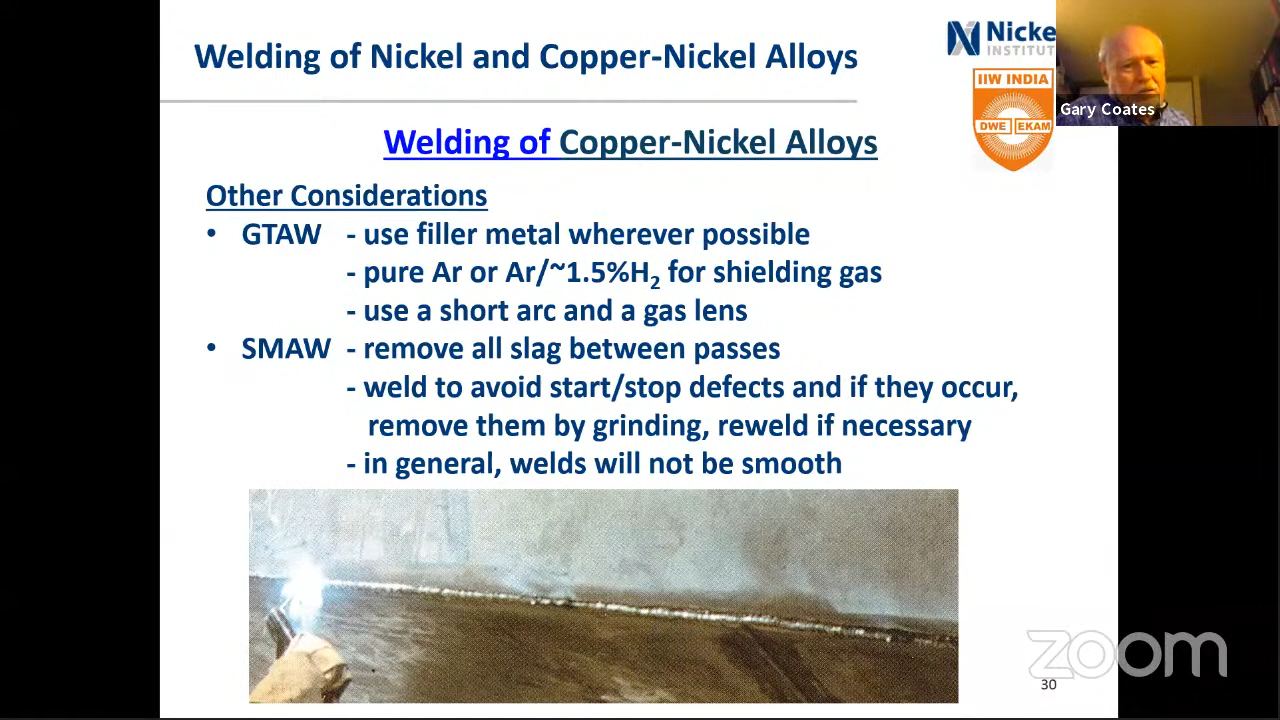 Welding of Nickel and Copper-Nickel Alloys
Nicke
INSTITUT
IIW INDIA
DWE EKAM
Gary Coates
Welding of Copper-Nickel Alloys
Other Considerations
• GTAW - use filler metal wherever possible
- pure Ar or Ar/~1.5%H₂ for shielding gas
- use a short arc and a gas lens
• SMAW - remove all slag between passes
- weld to avoid start/stop defects and if they occur,
remove them by grinding, reweld if necessary
- in general, welds will not be smooth
zoom
30